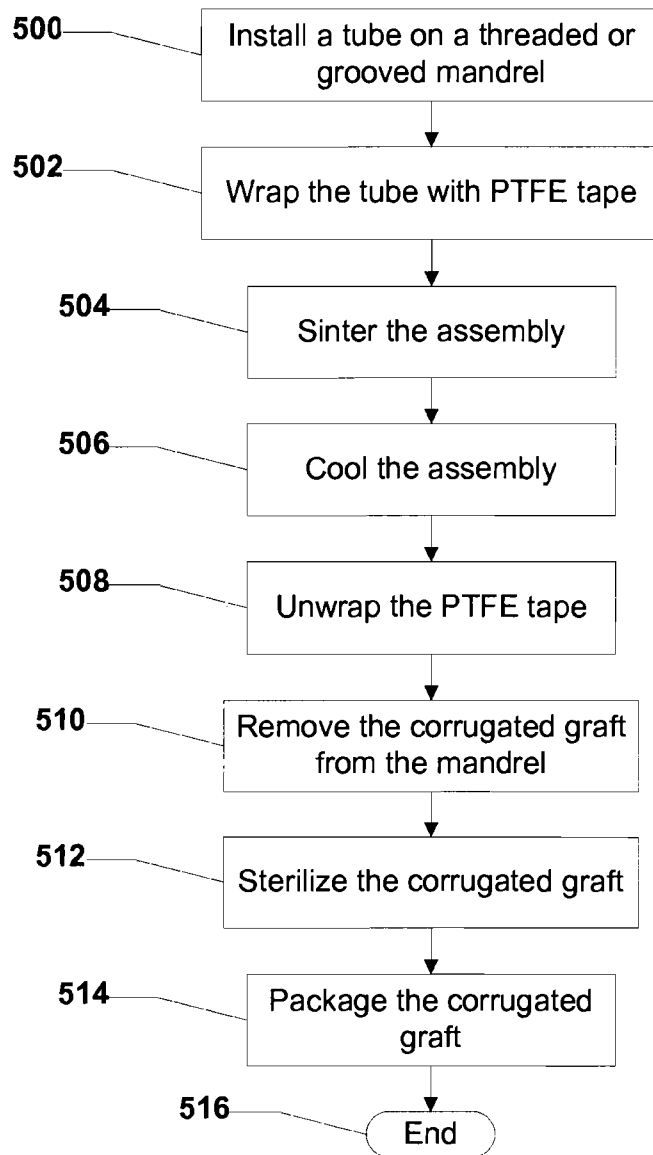 500
Install a tube on a threaded or
grooved mandrel
502
Wrap the tube with PTFE tape
504
Sinter the assembly
506
Cool the assembly
508
Unwrap the PTFE tape
510
Remove the corrugated graft
from the mandrel
512
Sterilize the corrugated graft
514
Package the corrugated
graft
516
End